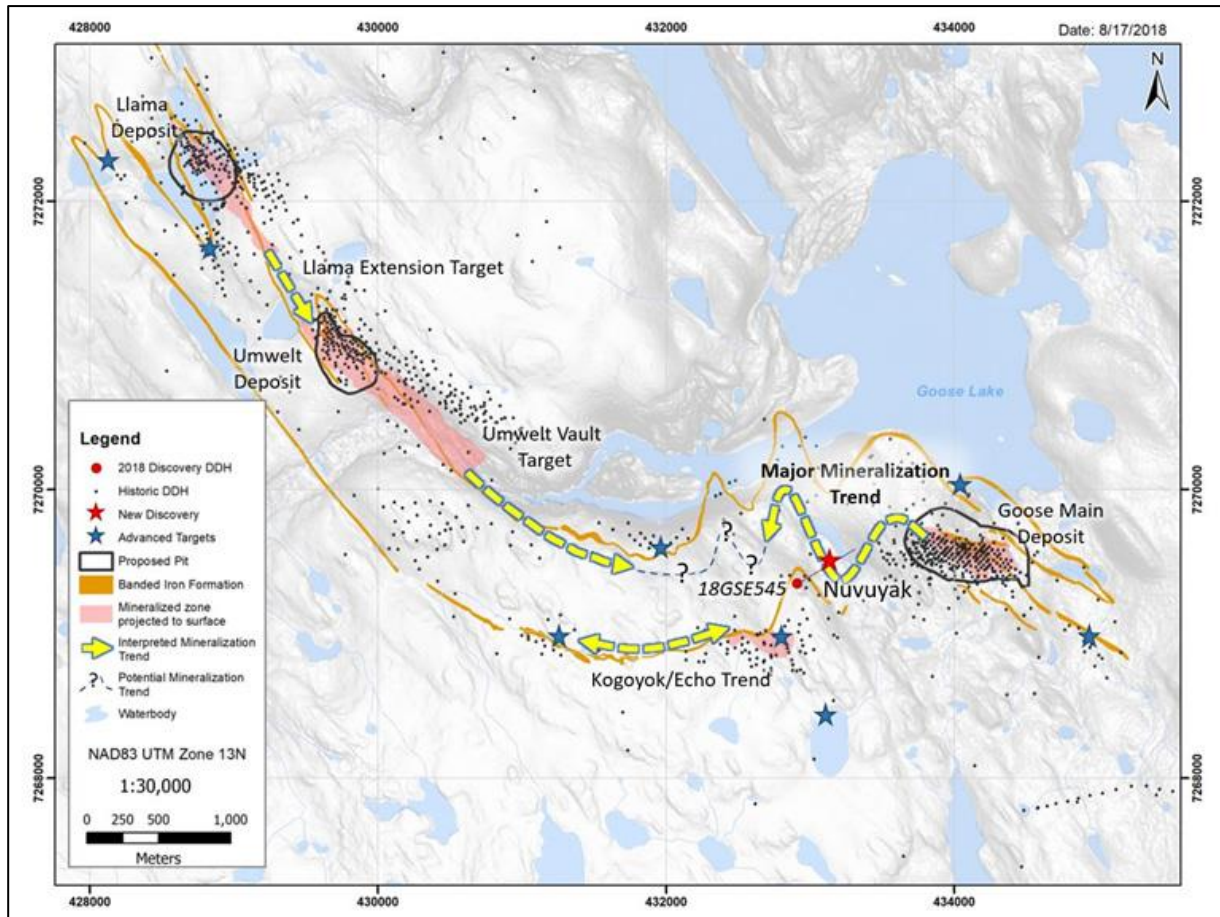 428000
430000
432000
434000
Date: 8/17/2018
N
Llama
Deposit
7272000
7272000
Llama Extension Target
Umwelt
Deposit
Goose Lake
Umwelt Vault
Target
Major Mineralization
Trend
7270000
Goose Main
Deposit
?
?
?
18GSE545
Nuvuyak
Kogoyok/Echo Trend
7268000
7268000
Legend
2018 Discovery DDH
Historic DDH
New Discovery
Advanced Targets
Proposed Pit
Banded Iron Formation
Mineralized zone
projected to surface
Interpreted Mineralization
Trend
? Potential Mineralization
Trend
Waterbody
NAD83 UTM Zone 13N
1:30,000
0 250 500 1,000
Meters
7270000
428000
430000
432000
434000